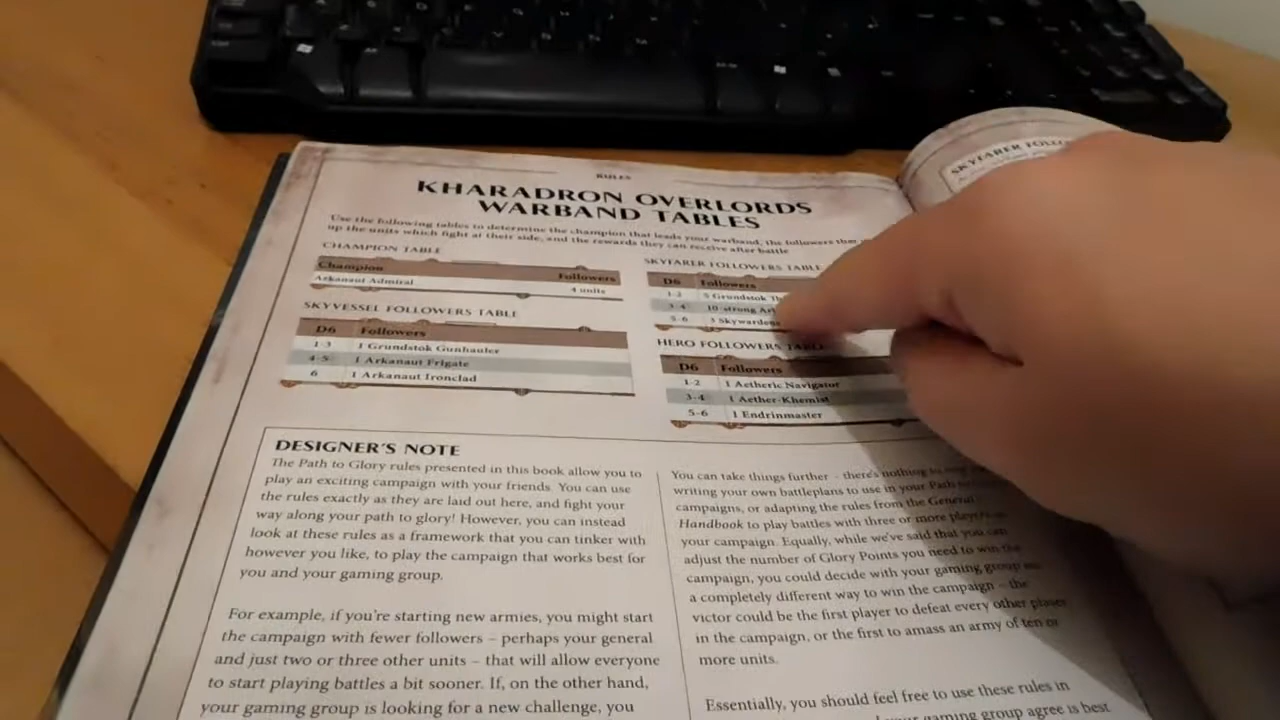 RULES
KHARADRON OVERLORDS
WARBAND TABLES
Use the following tables to determine the champion that leads your warband, the followers that
up the units which fight at their side, and the rewards they can receive after battle
CHAMPION TABLE
Champion Followers
Arkanaut Admiral 4 units
SKYVESSEL FOLLOWERS TABLE
D6 Followers
1-3 1 Grundstok Gunhauler
4-5 1 Arkanaut Frigate
6 1 Arkanaut Ironclad
SKYFARER FOLLOWERS TABLE
D6 Followers
1-2 5 Grundstok Th
3-4 10-strong Ar
5-6 3 Skywardens
HERO FOLLOWERS TABLE
D6 Followers
1-2 1 Aetheric Navigator
3-4 1 Aether-Khemist
5-6 1 Endrinmaster
DESIGNER'S NOTE
The Path to Glory rules presented in this book allow you to
play an exciting campaign with your friends. You can use
the rules exactly as they are laid out here, and fight your
way along your path to glory! However, you can instead
look at these rules as a framework that you can tinker with
however you like, to play the campaign that works best for
you and your gaming group.
For example, if you're starting new armies, you might start
the campaign with fewer followers – perhaps your general
and just two or three other units – that will allow everyone
to start playing battles a bit sooner. If, on the other hand,
your gaming group is looking for a new challenge, you
You can take things further – there's nothing to
writing your own battleplans to use in your Path
campaigns, or adapting the rules from the General
Handbook to play battles with three or more players
your campaign. Equally, while we've said that you can
adjust the number of Glory Points you need to win the
campaign, you could decide with your gaming group
a completely different way to win the campaign – the
victor could be the first player to defeat every other player
in the campaign, or the first to amass an army of ten or
more units.
Essentially, you should feel free to use these rules in
your gaming group agree is best
SKYFARER FOLLO